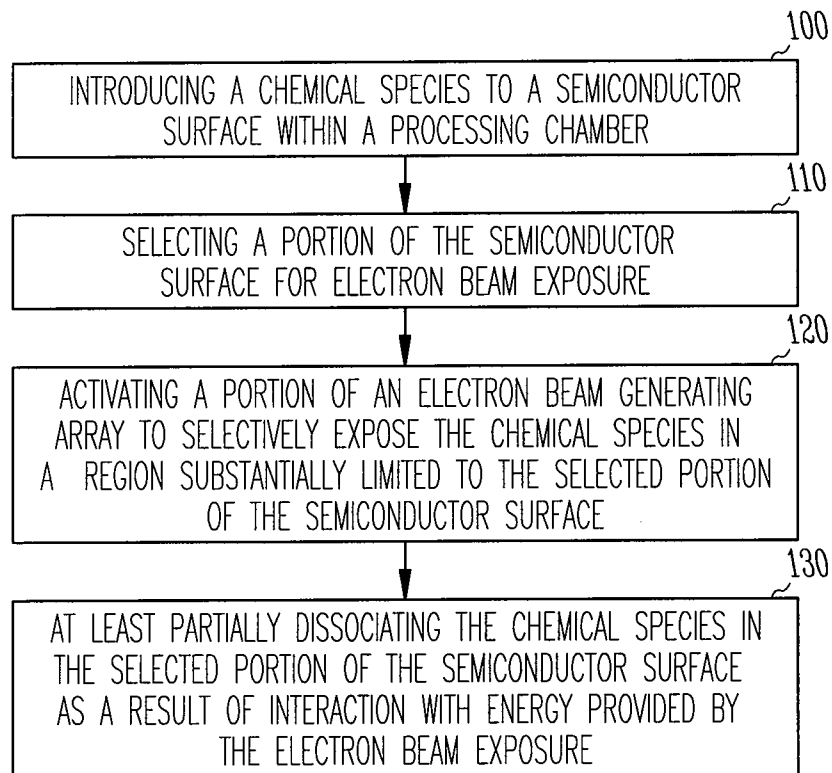 100
INTRODUCING A CHEMICAL SPECIES TO A SEMICONDUCTOR
SURFACE WITHIN A PROCESSING CHAMBER
110
SELECTING A PORTION OF THE SEMICONDUCTOR
SURFACE FOR ELECTRON BEAM EXPOSURE
120
ACTIVATING A PORTION OF AN ELECTRON BEAM GENERATING
ARRAY TO SELECTIVELY EXPOSE THE CHEMICAL SPECIES IN
A REGION SUBSTANTIALLY LIMITED TO THE SELECTED PORTION
OF THE SEMICONDUCTOR SURFACE
130
AT LEAST PARTIALLY DISSOCIATING THE CHEMICAL SPECIES IN
THE SELECTED PORTION OF THE SEMICONDUCTOR SURFACE
AS A RESULT OF INTERACTION WITH ENERGY PROVIDED BY
THE ELECTRON BEAM EXPOSURE